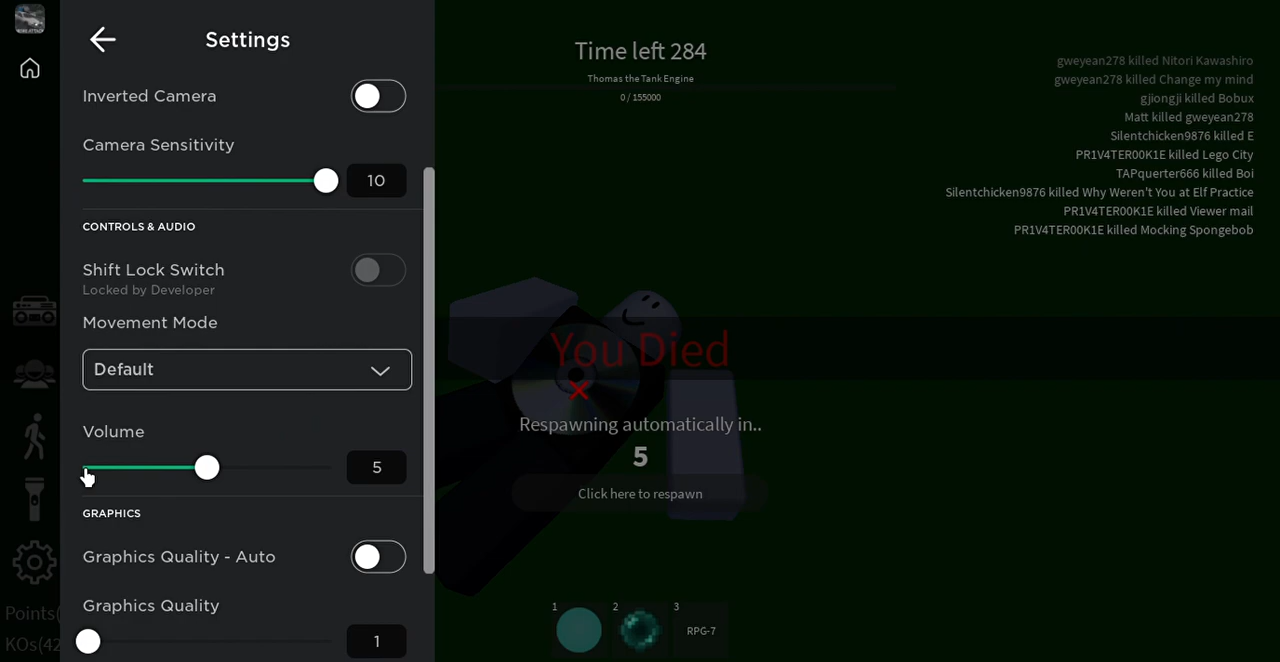 Settings
Inverted Camera
Camera Sensitivity
10
CONTROLS & AUDIO
Shift Lock Switch
Locked by Developer
Movement Mode
Default
Volume
5
GRAPHICS
Graphics Quality - Auto
Graphics Quality
1
Points(
KOs(42
Time left 284
Thomas the Tank Engine
0 / 155000
You Died
Respawning automatically in..
5
Click here to respawn
1
2
3
RPG-7
gweyean278 killed Nitori Kawashiro
gweyean278 killed Change my mind
gjiongji killed Bobux
Matt killed gweyean278
Silentchicken9876 killed E
PR1V4TER00K1E killed Lego City
TAPquerter666 killed Boi
Silentchicken9876 killed Why Weren't You at Elf Practice
PR1V4TER00K1E killed Viewer mail
PR1V4TER00K1E killed Mocking Spongebob